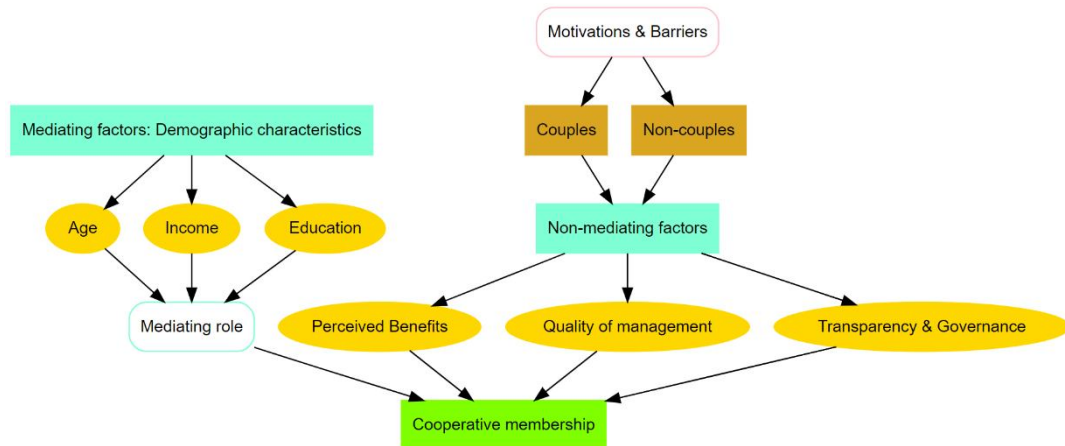 Motivations & Barriers
Mediating factors: Demographic characteristics
Couples
Non-couples
Age
Income
Education
Non-mediating factors
Mediating role
Perceived Benefits
Quality of management
Transparency & Governance
Cooperative membership